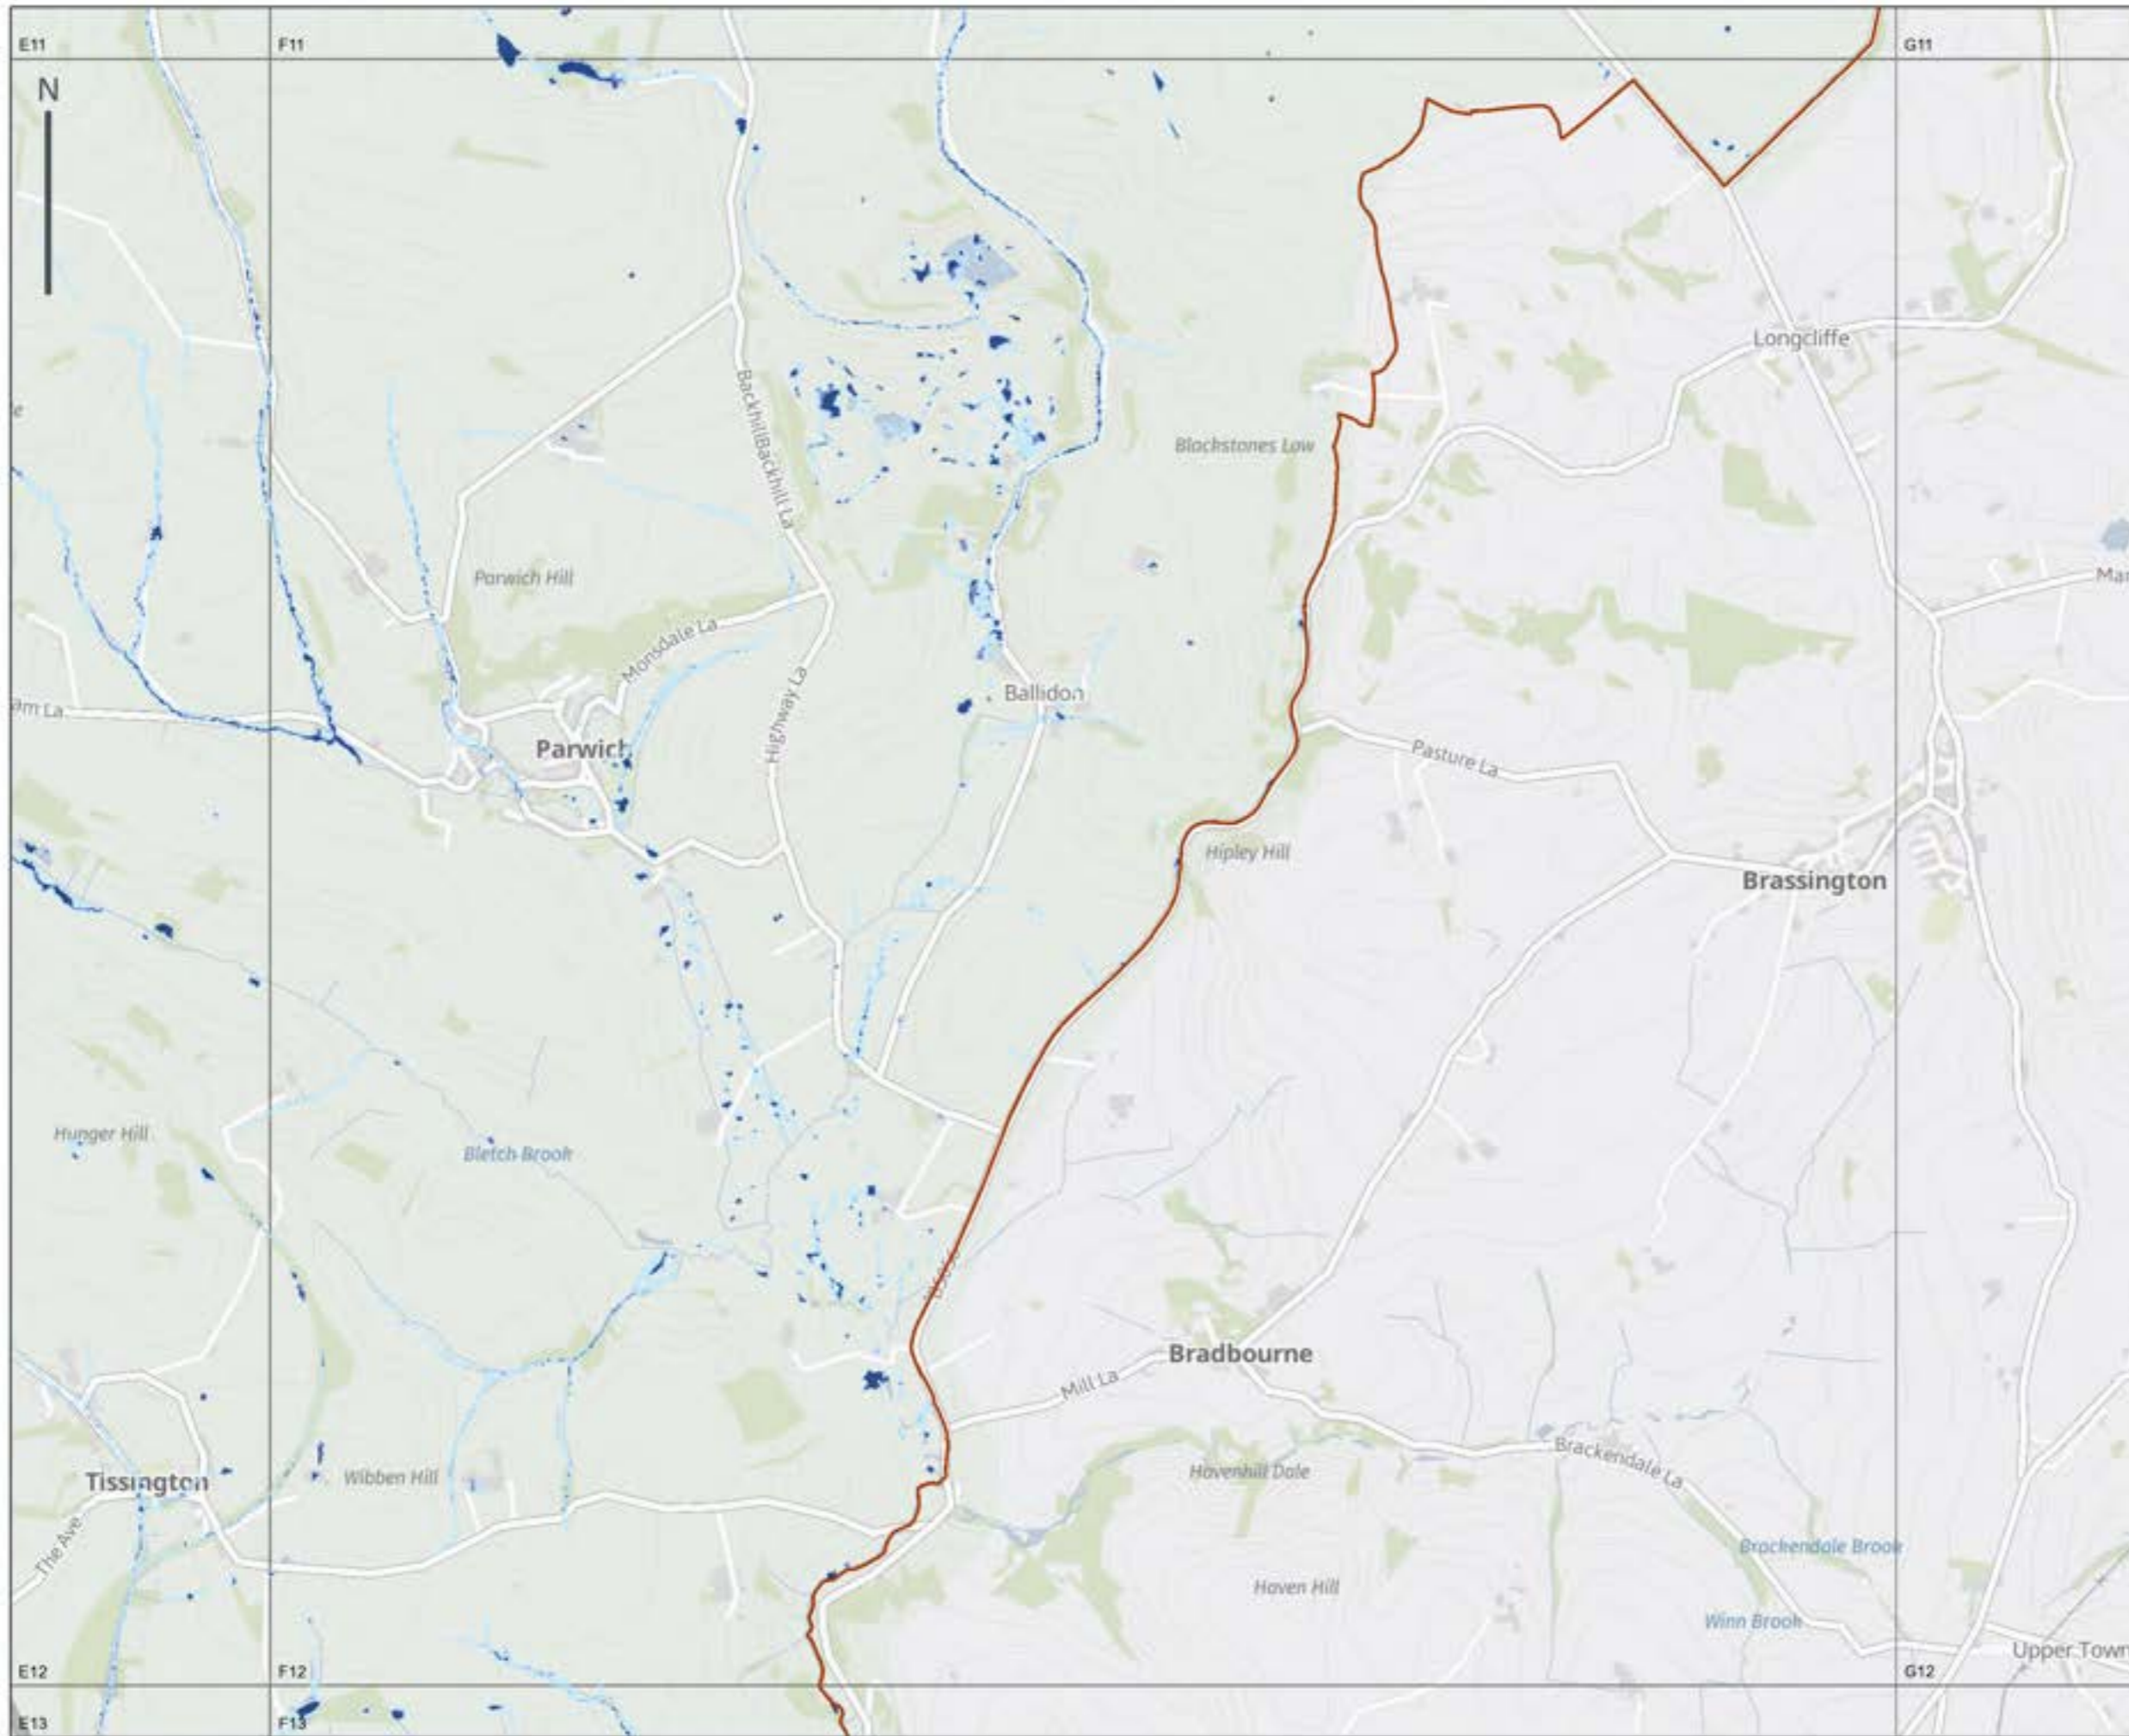 E11
F11
G11
N
Longcliffe
Backhill Backhill La
Blackstones Low
Parwich Hill
Monsdale La
Ballidon
Highway La
Parwich
Pasture La
Hipley Hill
Brassington
Hunger Hill
Bletch Brook
Bradbourne
Mill La
Brackendale La
Havenhill Dale
Tissington
Wibben Hill
The Ave
Brackendale Brook
Haven Hill
Winn Brook
Upper Town
E12
F12
G12
E13
F13